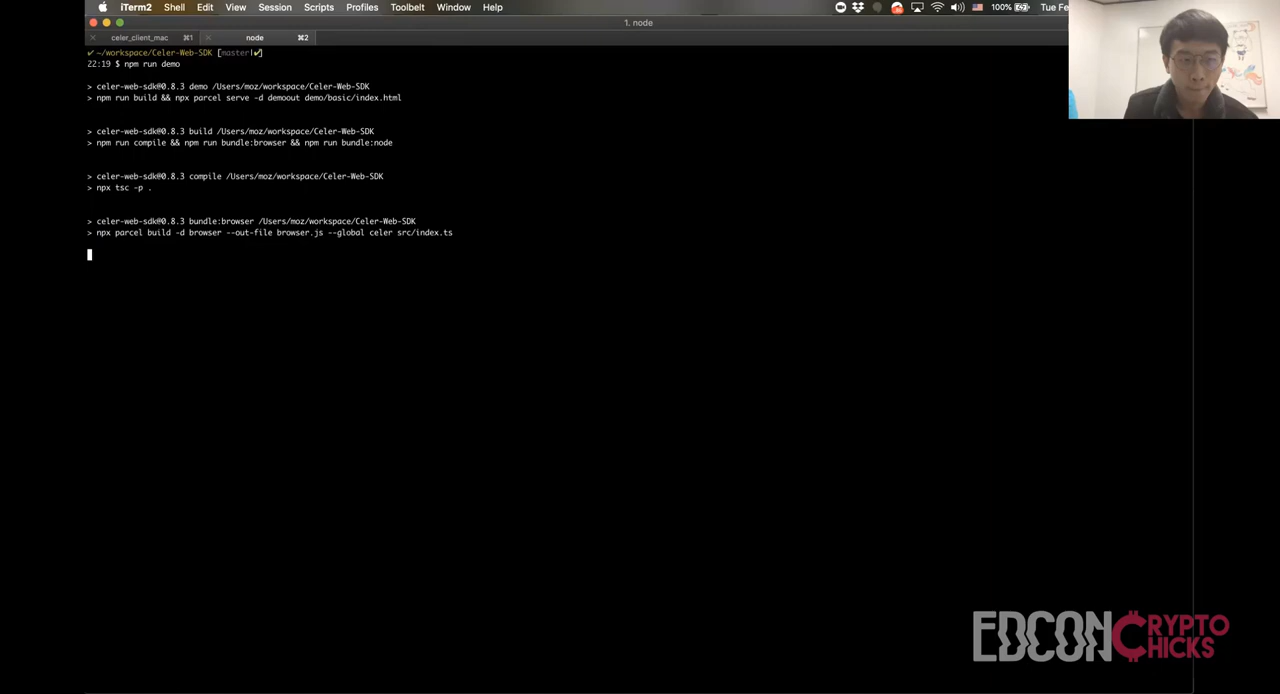 iTerm2 Shell Edit View Session Scripts Profiles Toolbelt Window Help 100% Tue Fe
1. node
celer_client_mac ⌘1 node ⌘2
✔ ~/workspace/Celer-Web-SDK [master|✔]
22:19 $ npm run demo
> celer-web-sdk@0.8.3 demo /Users/moz/workspace/Celer-Web-SDK
> npm run build && npx parcel serve -d demoout demo/basic/index.html
> celer-web-sdk@0.8.3 build /Users/moz/workspace/Celer-Web-SDK
> npm run compile && npm run bundle:browser && npm run bundle:node
> celer-web-sdk@0.8.3 compile /Users/moz/workspace/Celer-Web-SDK
> npx tsc -p .
> celer-web-sdk@0.8.3 bundle:browser /Users/moz/workspace/Celer-Web-SDK
> npx parcel build -d browser --out-file browser.js --global celer src/index.ts
EDCON CRYPTO
CHICKS